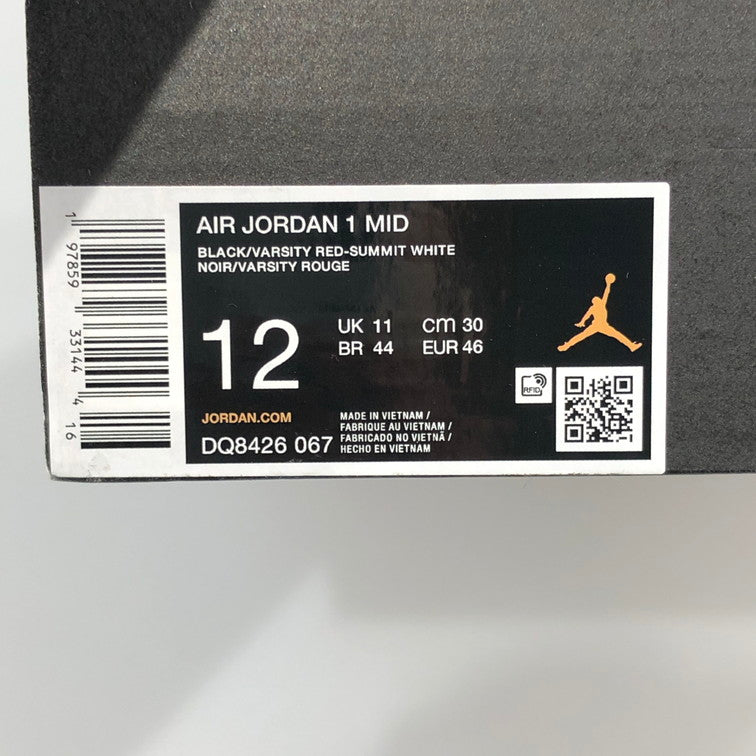 1 97859 33144 4 16
AIR JORDAN 1 MID
BLACK/VARSITY RED-SUMMIT WHITE
NOIR/VARSITY ROUGE
12
UK 11 cm 30
BR 44 EUR 46
RFID
JORDAN.COM
DQ8426 067
MADE IN VIETNAM /
FABRIQUE AU VIETNAM /
FABRICADO NO VIETNÃ /
HECHO EN VIETNAM